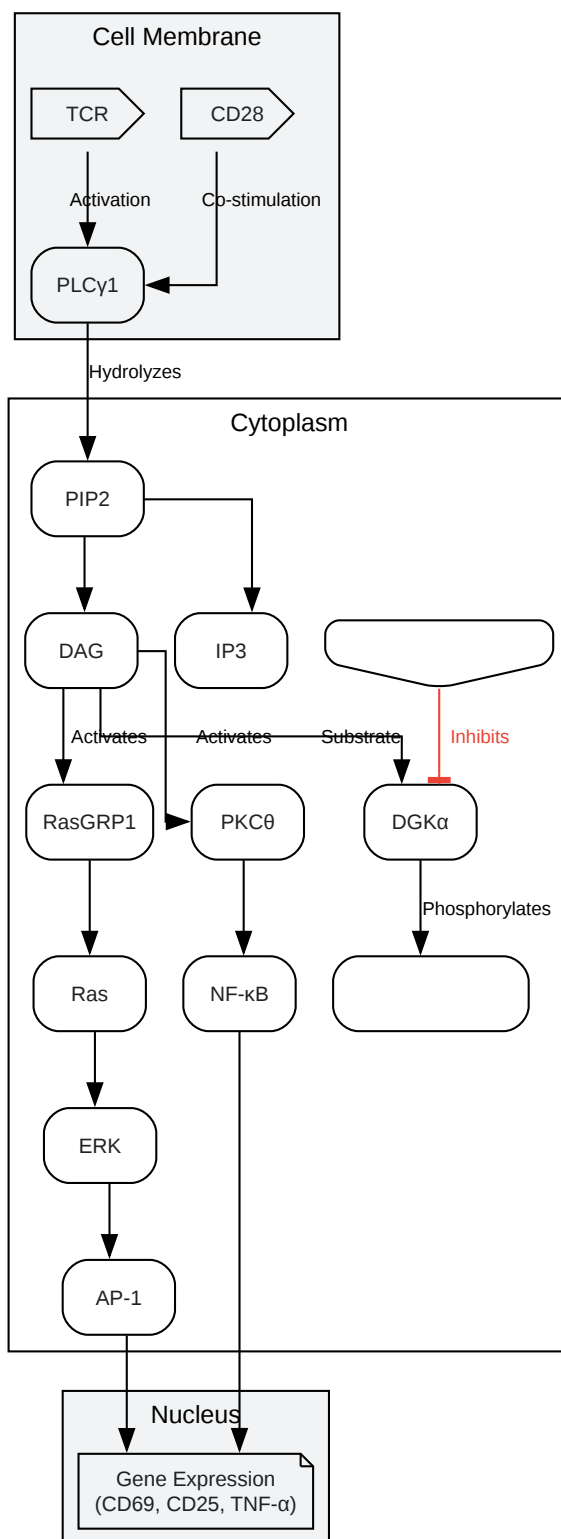 Cell Membrane
TCR
CD28
Activation
Co-stimulation
PLCγ1
Hydrolyzes
Cytoplasm
PIP2
DAG
IP3
Activates
Activates
Substrate
Inhibits
RasGRP1
PKCθ
DGKα
Phosphorylates
Ras
NF-κB
ERK
AP-1
Nucleus
Gene Expression
(CD69, CD25, TNF-α)